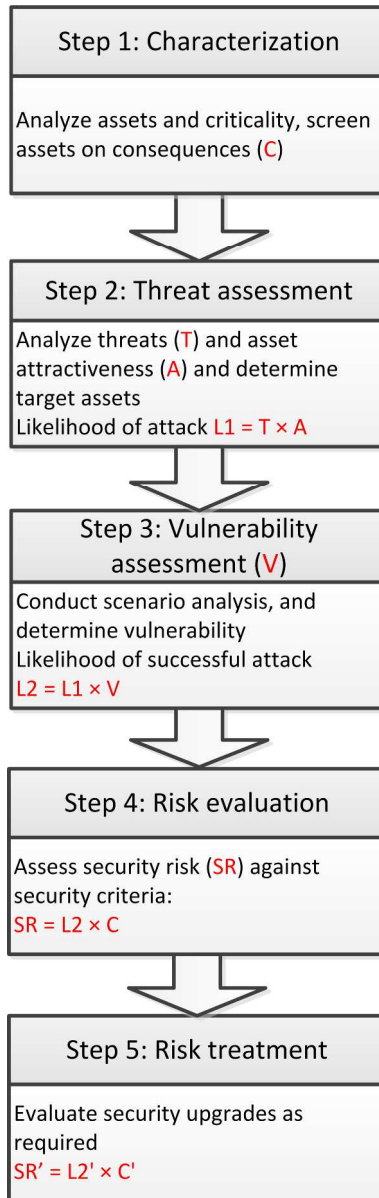 Step 1: Characterization
Analyze assets and criticality, screen
assets on consequences (C)
Step 2: Threat assessment
Analyze threats (T) and asset
attractiveness (A) and determine
target assets
Likelihood of attack L1 = T × A
Step 3: Vulnerability
assessment (V)
Conduct scenario analysis, and
determine vulnerability
Likelihood of successful attack
L2 = L1 × V
Step 4: Risk evaluation
Assess security risk (SR) against
security criteria:
SR = L2 × C
Step 5: Risk treatment
Evaluate security upgrades as
required
SR’ = L2' × C'